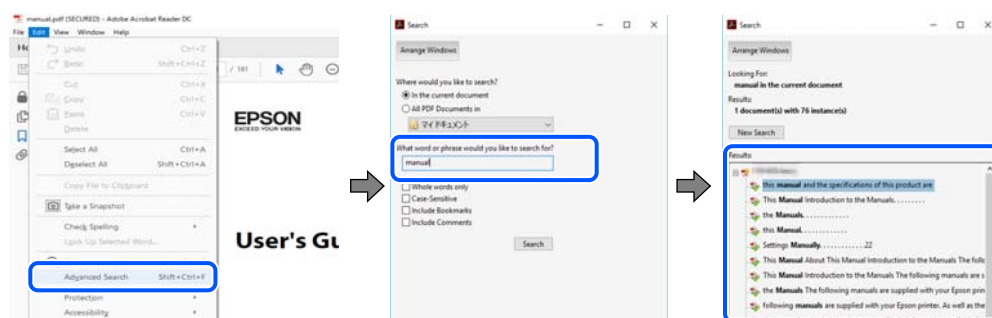 manual.pdf (SECURED) - Adobe Acrobat Reader DC
File Edit View Window Help
Undo Ctrl+Z
Redo Shift+Ctrl+Z
Cut Ctrl+X
Copy Ctrl+C
Paste Ctrl+V
Delete
Select All Ctrl+A
Deselect All Shift+Ctrl+A
Copy File to Clipboard
Take a Snapshot
Check Spelling
Look Up Selected Word...
Advanced Search Shift+Ctrl+F
Protection
Accessibility
/ 181
EPSON
EXCEED YOUR VISION
User's Gu
Search
Arrange Windows
Where would you like to search?
In the current document
All PDF Documents in
マイドキュメント
What word or phrase would you like to search for?
manual
Whole words only
Case-Sensitive
Include Bookmarks
Include Comments
Search
Search
Arrange Windows
Looking For:
manual in the current document
Results:
1 document(s) with 76 instance(s)
New Search
Results:
this manual and the specifications of this product are
This Manual Introduction to the Manuals. . . . . . . .
the Manuals. . . . . . . . . . . .
this Manual. . . . . . . . . . . .
Settings Manually. . . . . . . . . . . .22
This Manual About This Manual Introduction to the Manuals The follo
This Manual Introduction to the Manuals The following manuals are s
the Manuals The following manuals are supplied with your Epson prin
following manuals are supplied with your Epson printer. As well as the